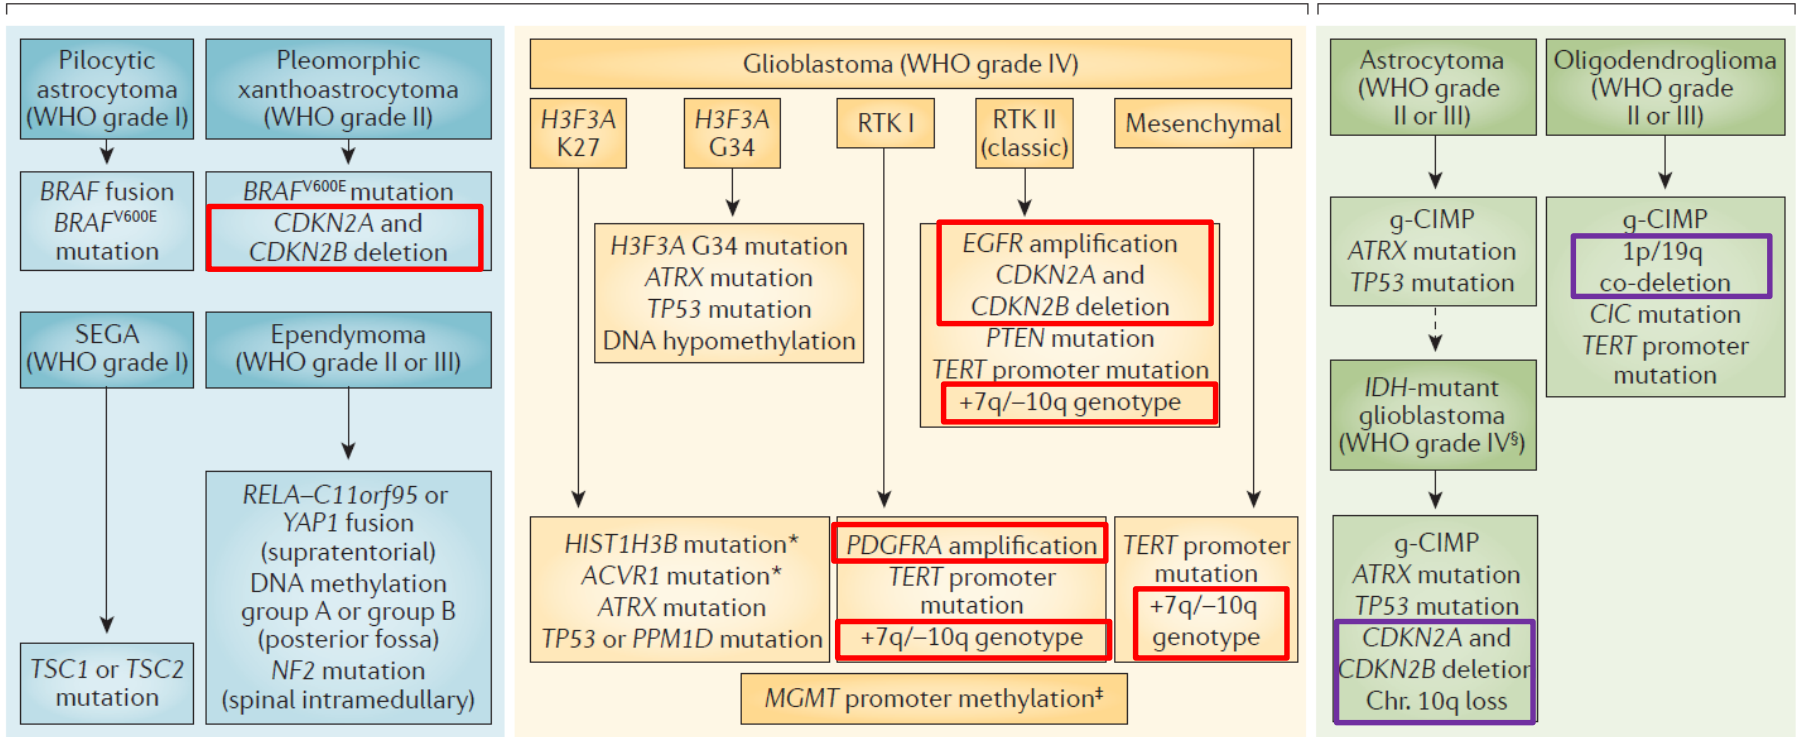 Pilocytic
astrocytoma
(WHO grade I)
Pleomorphic
xanthoastrocytoma
(WHO grade II)
BRAF fusion
BRAFV600E
mutation
BRAFV600E mutation
CDKN2A and
CDKN2B deletion
SEGA
(WHO grade I)
Ependymoma
(WHO grade II or III)
TSC1 or TSC2
mutation
RELA–C11orf95 or
YAP1 fusion
(supratentorial)
DNA methylation
group A or group B
(posterior fossa)
NF2 mutation
(spinal intramedullary)
Glioblastoma (WHO grade IV)
H3F3A
K27
H3F3A
G34
RTK I
RTK II
(classic)
Mesenchymal
H3F3A G34 mutation
ATRX mutation
TP53 mutation
DNA hypomethylation
EGFR amplification
CDKN2A and
CDKN2B deletion
PTEN mutation
TERT promoter mutation
+7q/–10q genotype
HIST1H3B mutation*
ACVR1 mutation*
ATRX mutation
TP53 or PPM1D mutation
PDGFRA amplification
TERT promoter
mutation
+7q/–10q genotype
TERT promoter
mutation
+7q/–10q
genotype
MGMT promoter methylation‡
Astrocytoma
(WHO grade
II or III)
Oligodendroglioma
(WHO grade
II or III)
g-CIMP
ATRX mutation
TP53 mutation
g-CIMP
1p/19q
co-deletion
CIC mutation
TERT promoter
mutation
IDH-mutant
glioblastoma
(WHO grade IV§)
g-CIMP
ATRX mutation
TP53 mutation
CDKN2A and
CDKN2B deletion
Chr. 10q loss